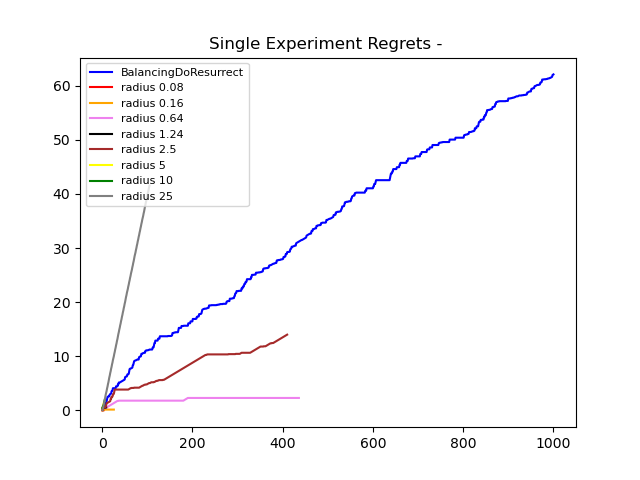 Single Experiment Regrets -
BalancingDoResurrect
radius 0.08
radius 0.16
radius 0.64
radius 1.24
radius 2.5
radius 5
radius 10
radius 25
60
50
40
30
20
10
0
0 200 400 600 800 1000